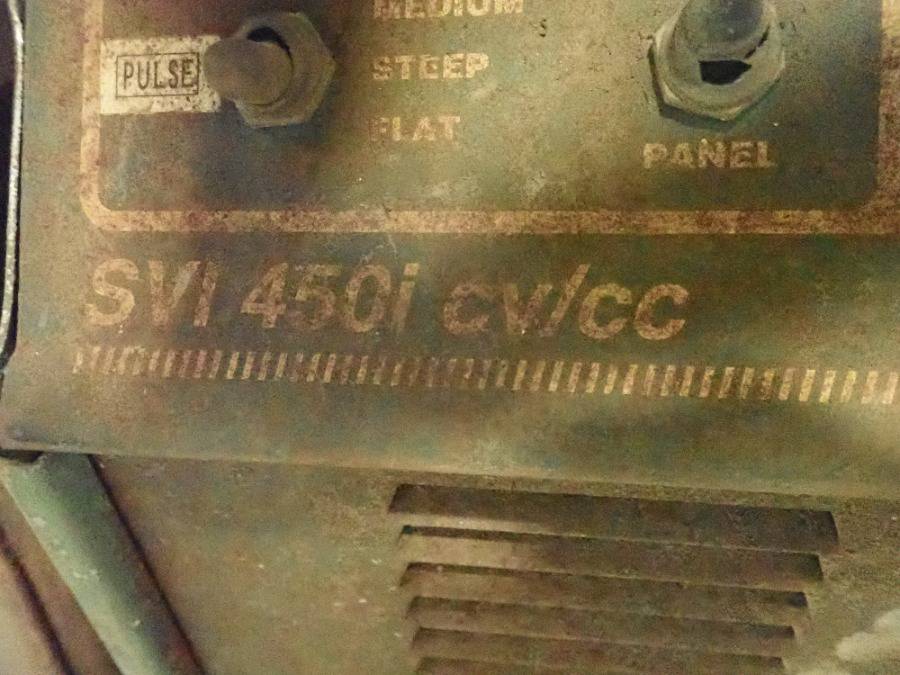 MEDIUM
PULSE
STEEP
FLAT
PANEL
SVI 450i cv/cc